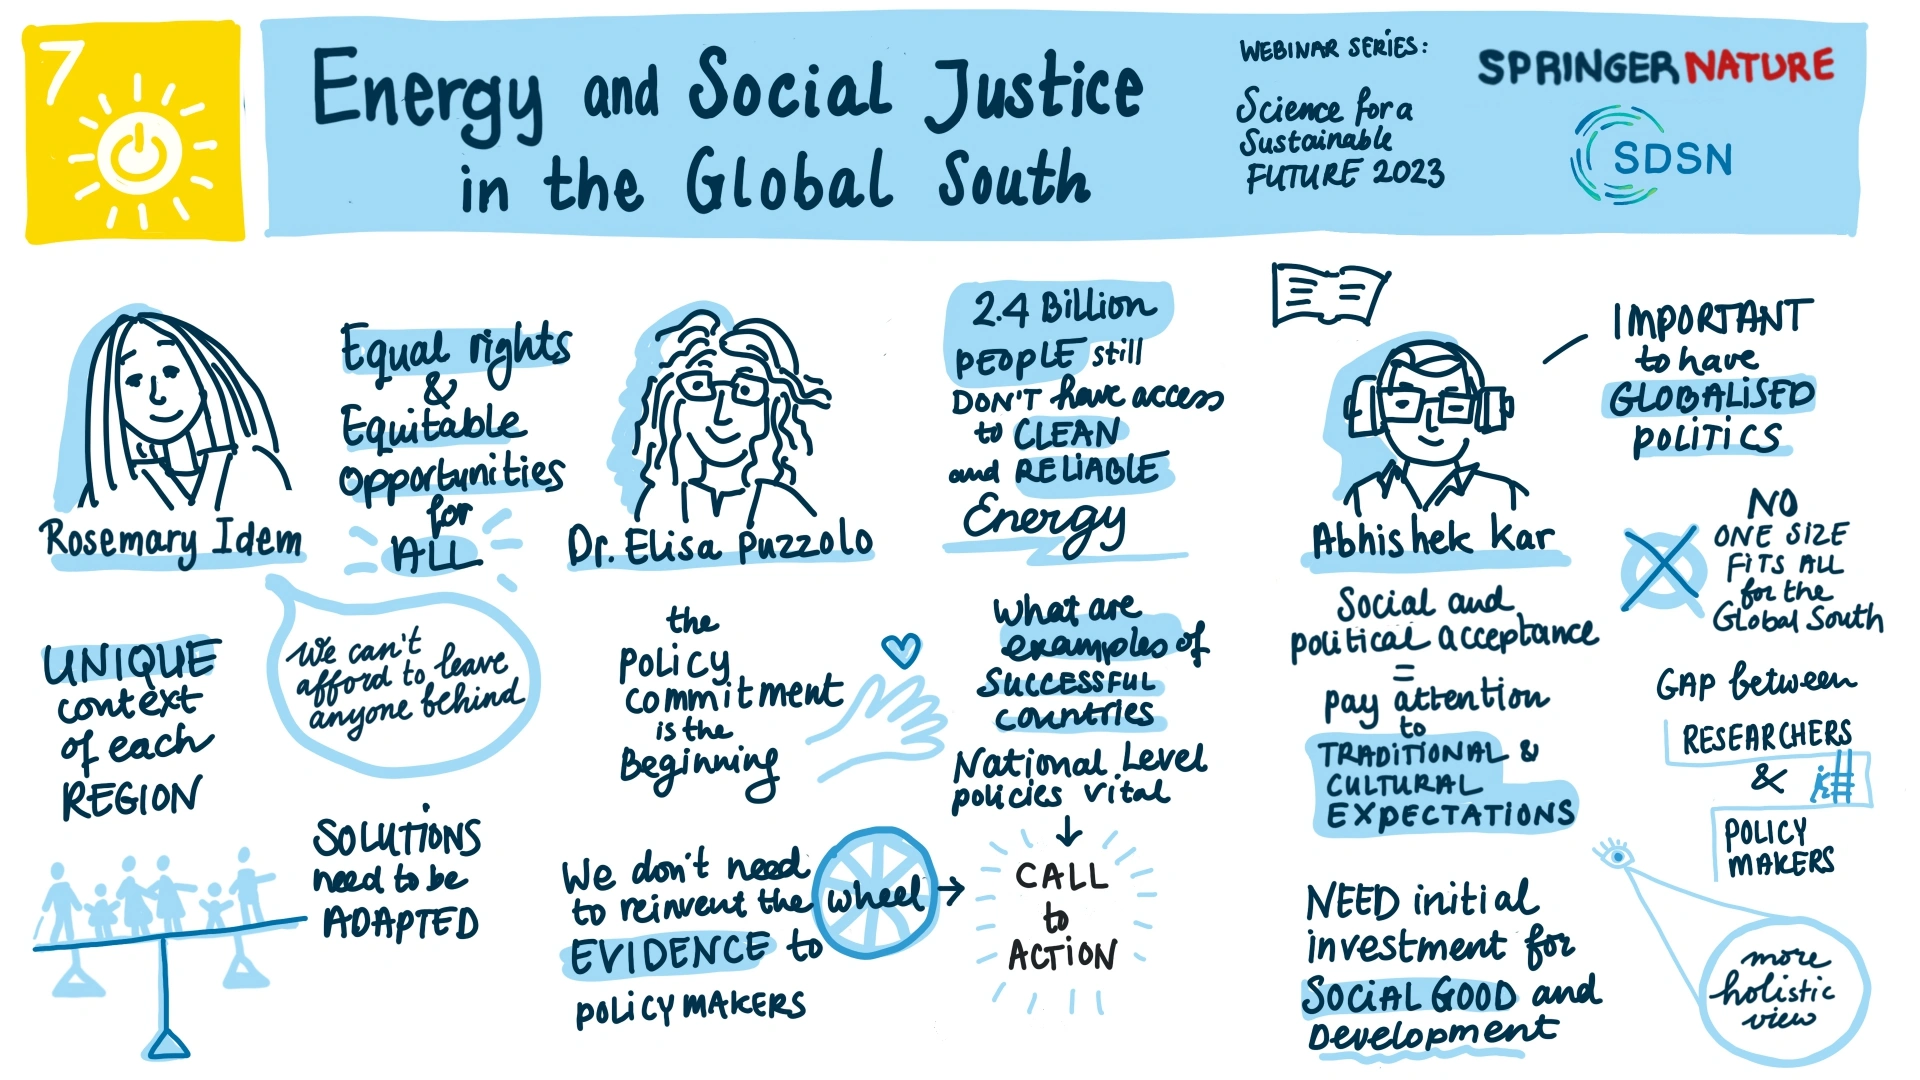 7
Energy and Social Justice
in the Global South
WEBINAR SERIES:
Science for a
Sustainable
FUTURE 2023
SPRINGER NATURE
SDSN
Rosemary Idem
Equal rights
&
Equitable
opportunities
for
ALL
We can't
afford to leave
anyone behind
UNIQUE
context
of each
REGION
SOLUTIONS
need to be
ADAPTED
Dr. Elisa Puzzolo
2.4 Billion
PEOPLE still
DON'T have access
to CLEAN
and RELIABLE
Energy
the
POLICY
commitment
is the
Beginning
What are
examples of
SUCCESSFUL
countries
National Level
policies vital
We don't need
to reinvent the wheel
EVIDENCE to
POLICY MAKERS
CALL
to
ACTION
Abhishek Kar
IMPORTANT
to have
GLOBALISED
POLITICS
Social and
political acceptance
=
pay attention
to
TRADITIONAL &
CULTURAL
EXPECTATIONS
NO
ONE SIZE
FITS ALL
for the
Global South
GAP between
RESEARCHERS
&
POLICY
MAKERS
NEED initial
investment for
SOCIAL GOOD and
Development
more
holistic
view